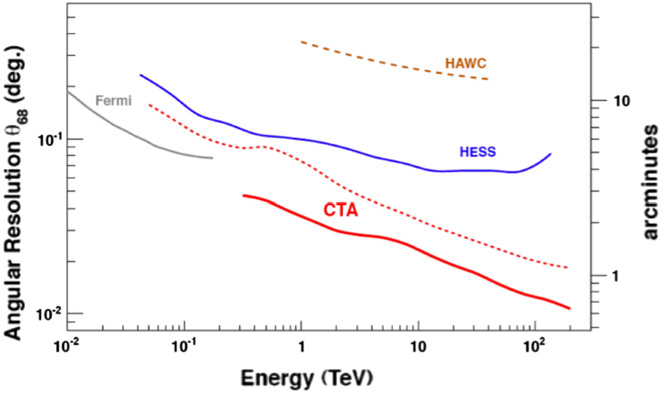 HAWC
Fermi
HESS
CTA
Angular Resolution θ68 (deg.)
10-1
10-2
10
1
arcminutes
10-2
10-1
1
10
102
Energy (TeV)